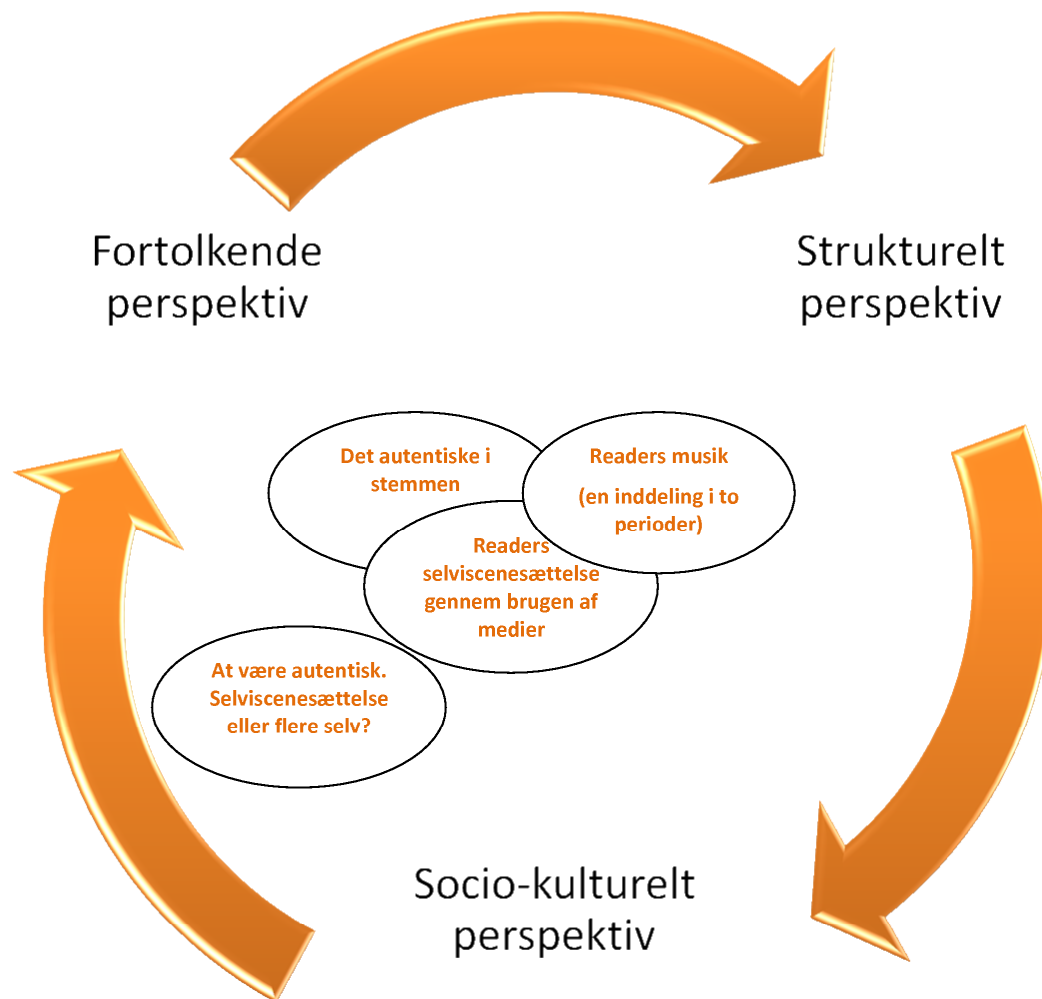 Fortolkende
perspektiv
Strukturelt
perspektiv
Det autentiske i
stemmen
Readers musik
(en inddeling i to
perioder)
Readers
selviscenesættelse
gennem brugen af
medier
At være autentisk.
Selviscenesættelse
eller flere selv?
Socio-kulturelt
perspektiv